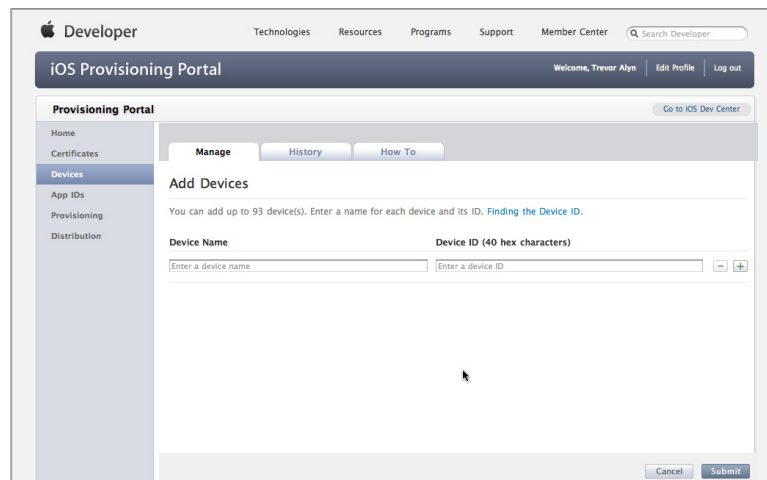 Developer
Technologies Resources Programs Support Member Center Search Developer
iOS Provisioning Portal
Welcome, Trevor Alyn Edit Profile Log out
Provisioning Portal
Go to iOS Dev Center
Home
Certificates
Devices
App IDs
Provisioning
Distribution
Manage History How To
Add Devices
You can add up to 93 device(s). Enter a name for each device and its ID. Finding the Device ID.
Device Name Device ID (40 hex characters)
Enter a device name Enter a device ID
Cancel Submit